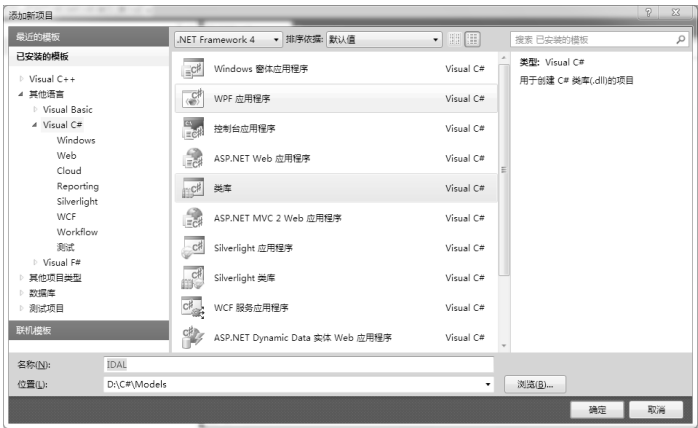 添加新项目
最近的模板
.NET Framework 4 排序依据: 默认值
搜索 已安装的模板
已安装的模板
Visual C++
其他语言
Visual Basic
Visual C#
Windows
Web
Cloud
Reporting
Silverlight
WCF
Workflow
测试
Visual F#
其他项目类型
数据库
测试项目
联机模板
Windows 窗体应用程序 Visual C#
WPF 应用程序 Visual C#
控制台应用程序 Visual C#
ASP.NET Web 应用程序 Visual C#
类库 Visual C#
ASP.NET MVC 2 Web 应用程序 Visual C#
Silverlight 应用程序 Visual C#
Silverlight 类库 Visual C#
WCF 服务应用程序 Visual C#
ASP.NET Dynamic Data 实体 Web 应用程序 Visual C#
类型: Visual C#
用于创建 C# 类库(.dll)的项目
名称(N): IDAL
位置(L): D:\C#\Models
浏览(B)...
确定 取消